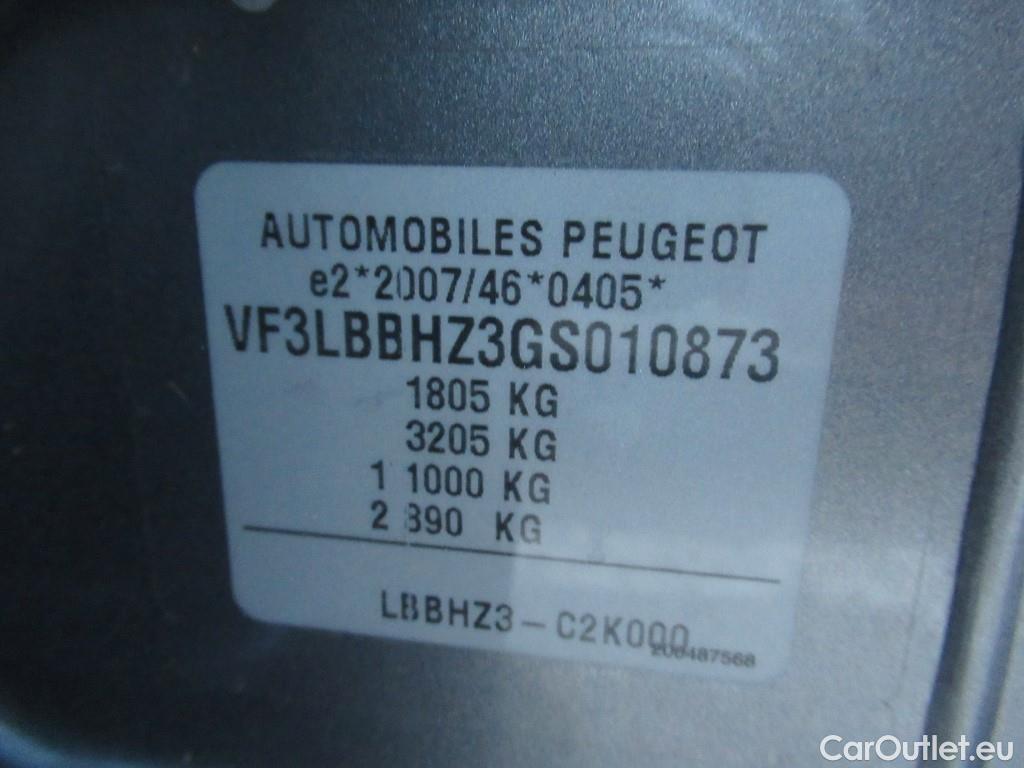 AUTOMOBILES PEUGEOT
e2*2007/46*0405*
VF3LBBHZ3GS010873
1805 KG
3205 KG
1 1000 KG
2 890 KG
LBBHZ3-C2K000
200487568
CarOutlet.eu